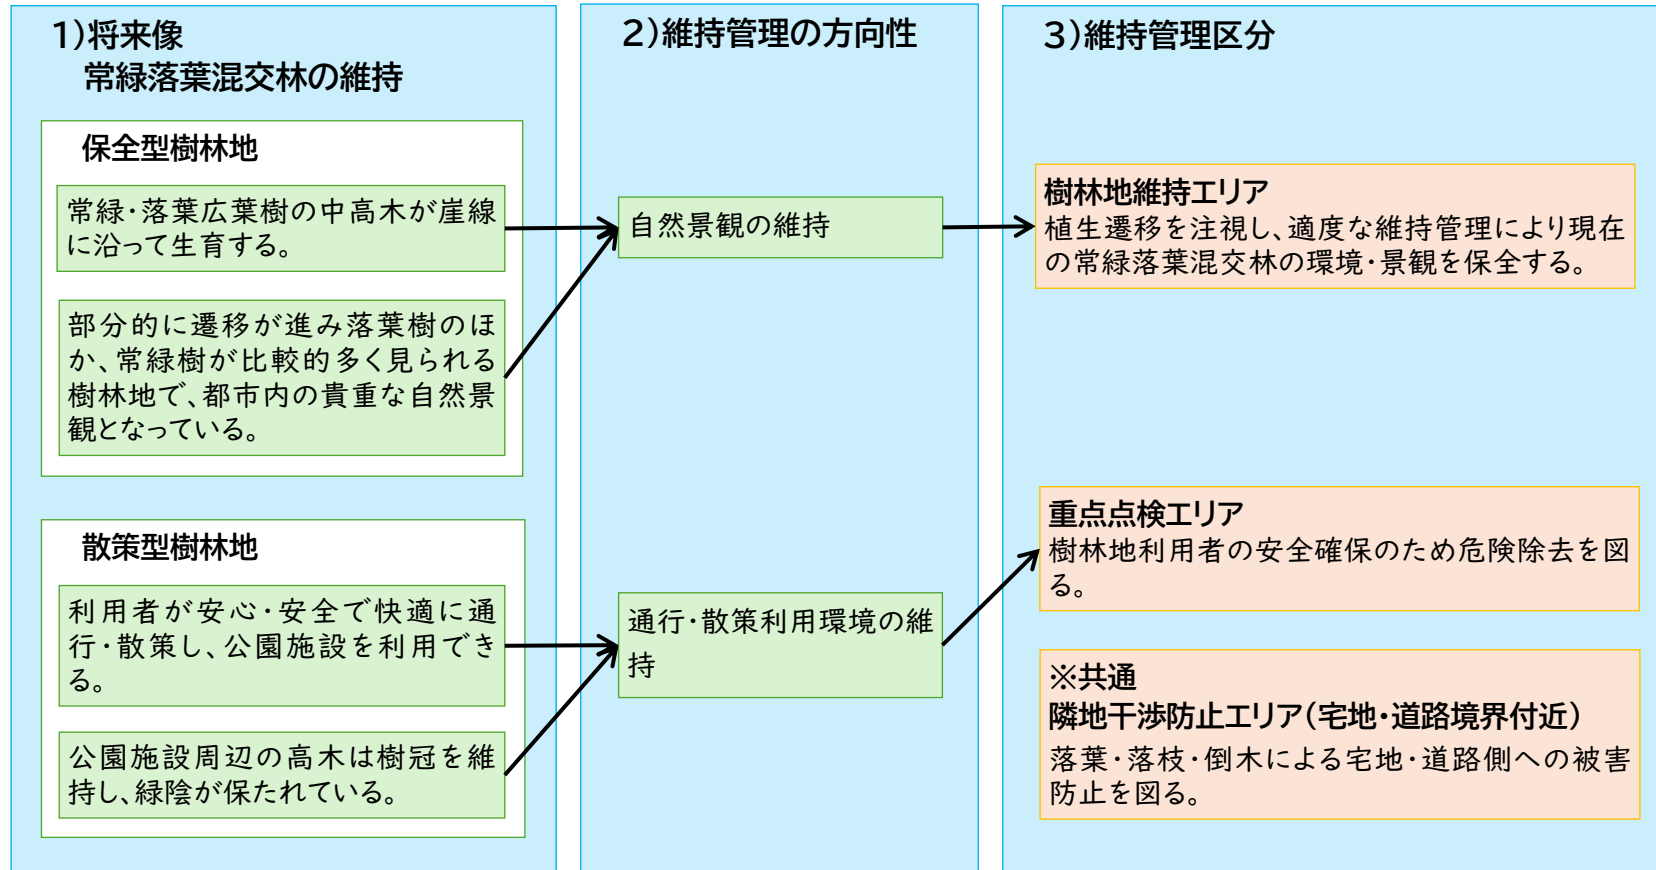 1)将来像
常緑落葉混交林の維持
保全型樹林地
常緑・落葉広葉樹の中高木が崖線
に沿って生育する。
部分的に遷移が進み落葉樹のほ
か、常緑樹が比較的多く見られる
樹林地で、都市内の貴重な自然景
観となっている。
散策型樹林地
利用者が安心・安全で快適に通
行・散策し、公園施設を利用でき
る。
公園施設周辺の高木は樹冠を維
持し、緑陰が保たれている。
2)維持管理の方向性
自然景観の維持
通行・散策利用環境の維
持
3)維持管理区分
樹林地維持エリア
植生遷移を注視し、適度な維持管理により現在
の常緑落葉混交林の環境・景観を保全する。
重点点検エリア
樹林地利用者の安全確保のため危険除去を図
る。
※共通
隣地干渉防止エリア(宅地・道路境界付近)
落葉・落枝・倒木による宅地・道路側への被害
防止を図る。